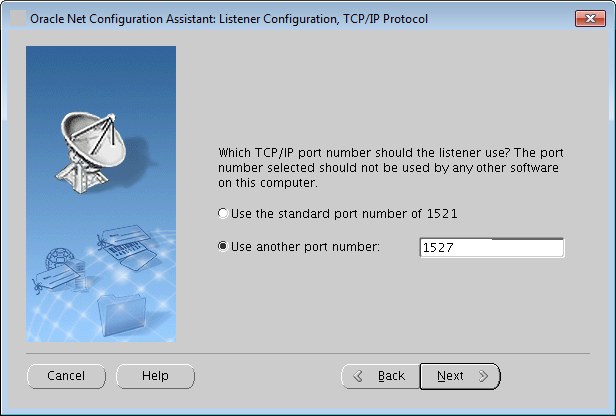 Oracle Net Configuration Assistant: Listener Configuration, TCP/IP Protocol
Which TCP/IP port number should the listener use? The port
number selected should not be used by any other software
on this computer.
Use the standard port number of 1521
Use another port number:
1527
Cancel
Help
Back
Next